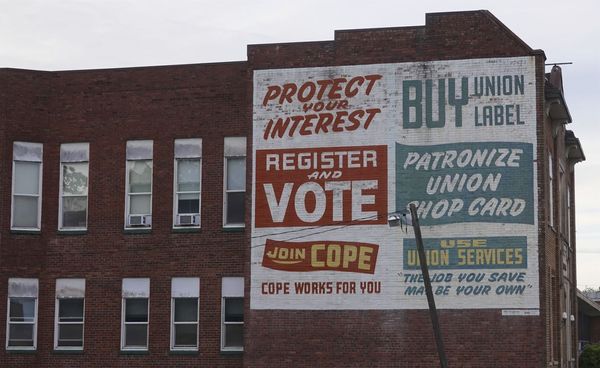 PROTECT
YOUR
INTEREST
REGISTER
AND
VOTE
JOIN COPE
COPE WORKS FOR YOU
BUY UNION
LABEL
PATRONIZE
UNION
HOP CARD
USE
UNION SERVICES
"THE JOB YOU SAVE
MAY BE YOUR OWN"